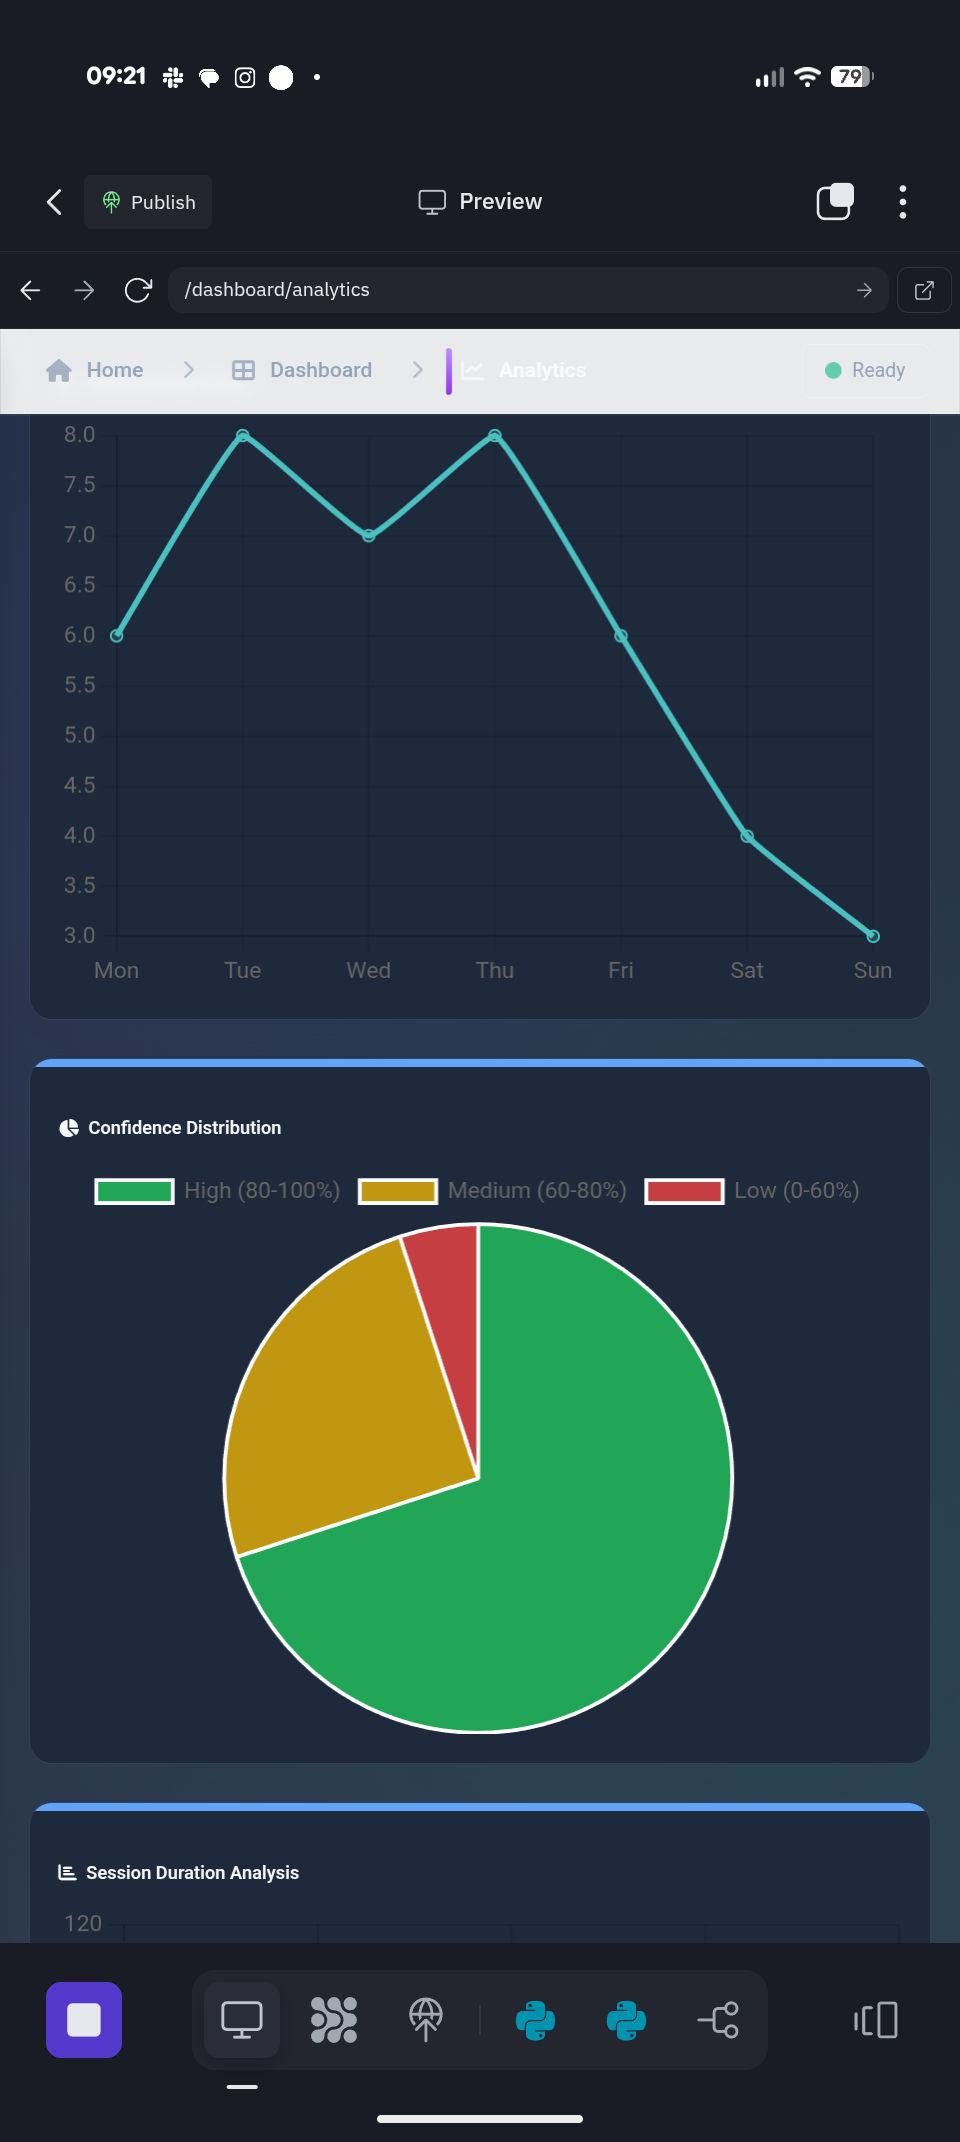 09:21
79
Publish
Preview
/dashboard/analytics
Home
Dashboard
Analytics
Ready
8.0
7.5
7.0
6.5
6.0
5.5
5.0
4.5
4.0
3.5
3.0
Mon Tue Wed Thu Fri Sat Sun
Confidence Distribution
High (80-100%) Medium (60-80%) Low (0-60%)
Session Duration Analysis
120